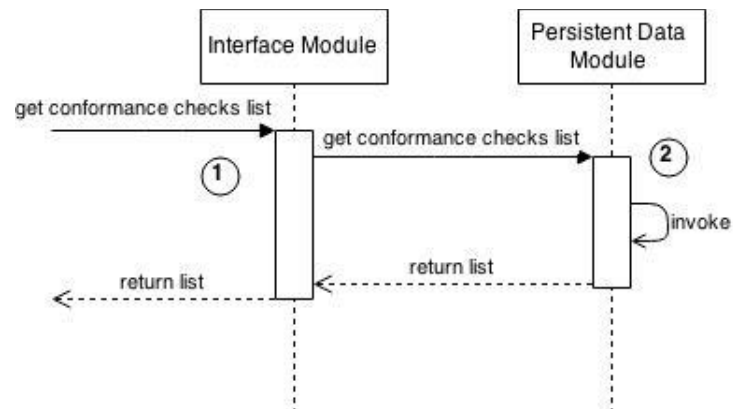 Interface Module
Persistent Data
Module
get conformance checks list
get conformance checks list
1
2
invoke
return list
return list